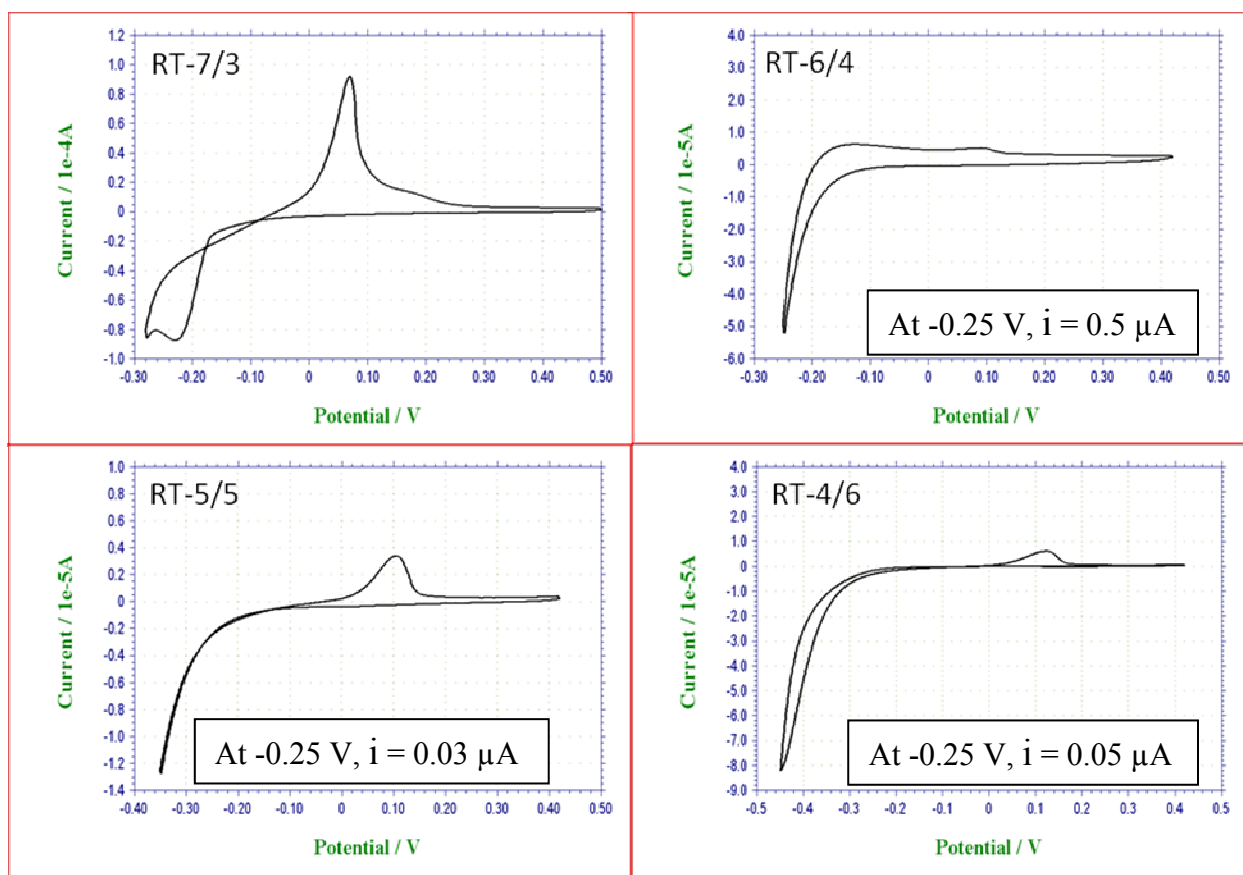 RT-7/3
Current / 1e-4A
1.2
1.0
0.8
0.6
0.4
0.2
0
-0.2
-0.4
-0.6
-0.8
-1.0
-0.30 -0.20 -0.10 0 0.10 0.20 0.30 0.40 0.50
Potential / V
RT-6/4
Current / 1e-5A
4.0
3.0
2.0
1.0
0
-1.0
-2.0
-3.0
-4.0
-5.0
-6.0
At -0.25 V, i = 0.5 µA
-0.30 -0.20 -0.10 0 0.10 0.20 0.30 0.40 0.50
Potential / V
RT-5/5
Current / 1e-5A
1.0
0.8
0.6
0.4
0.2
0
-0.2
-0.4
-0.6
-0.8
-1.0
-1.2
-1.4
At -0.25 V, i = 0.03 µA
-0.40 -0.30 -0.20 -0.10 0 0.10 0.20 0.30 0.40 0.50
Potential / V
RT-4/6
Current / 1e-5A
4.0
3.0
2.0
1.0
0
-1.0
-2.0
-3.0
-4.0
-5.0
-6.0
-7.0
-8.0
-9.0
At -0.25 V, i = 0.05 µA
-0.5 -0.4 -0.3 -0.2 -0.1 0 0.1 0.2 0.3 0.4 0.5
Potential / V